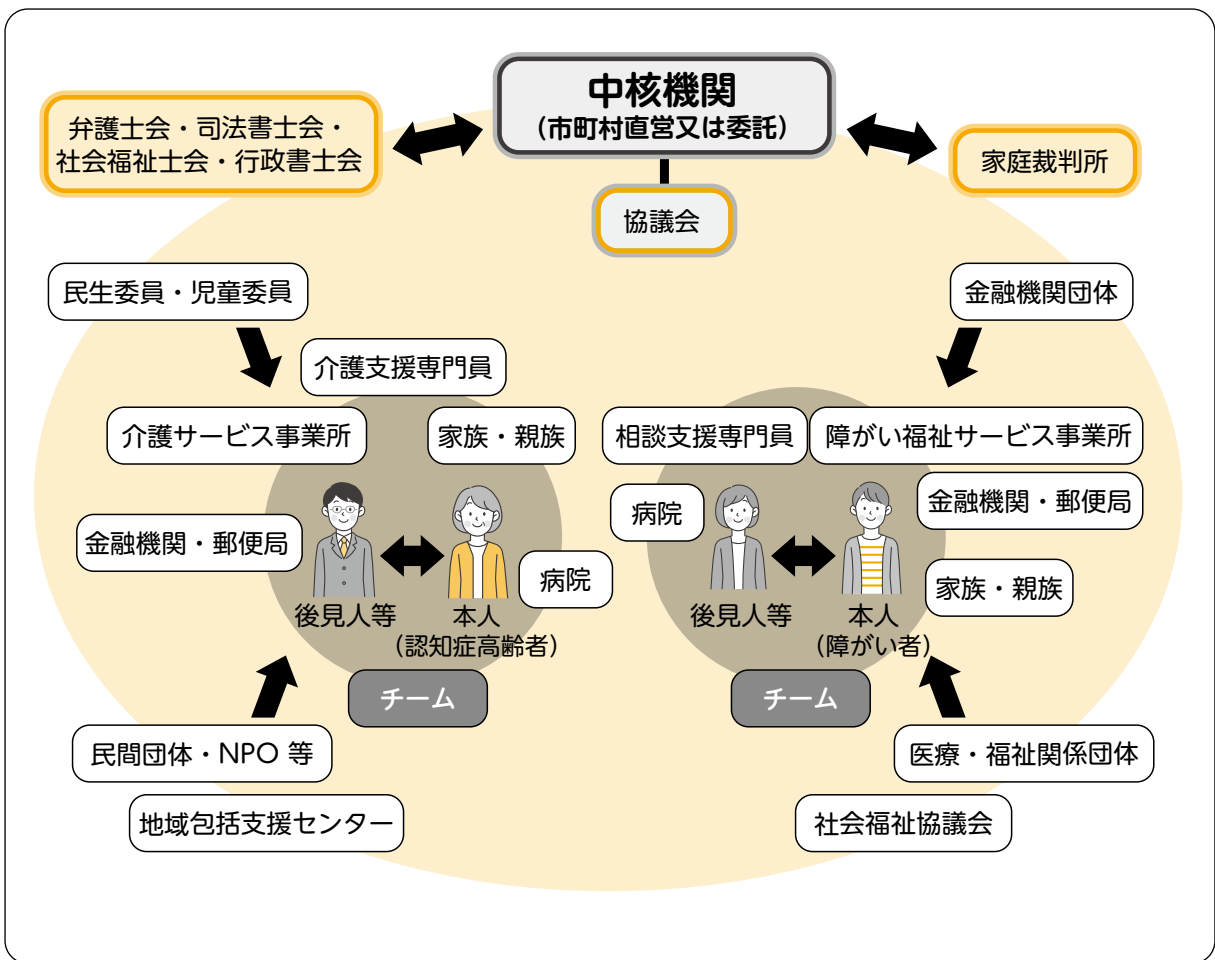 中核機関
（市町村直営又は委託）
弁護士会・司法書士会・
社会福祉士会・行政書士会
家庭裁判所
協議会
民生委員・児童委員
金融機関団体
介護支援専門員
介護サービス事業所
家族・親族
相談支援専門員
障がい福祉サービス事業所
金融機関・郵便局
病院
病院
金融機関・郵便局
家族・親族
後見人等
本人
（認知症高齢者）
後見人等
本人
（障がい者）
チーム
チーム
民間団体・NPO 等
医療・福祉関係団体
地域包括支援センター
社会福祉協議会